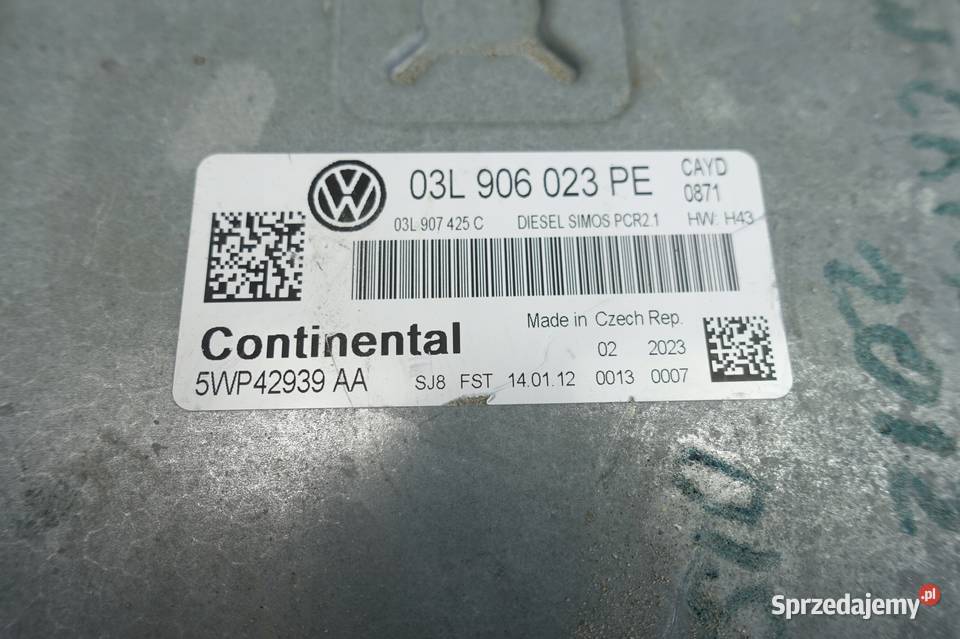 03L 906 023 PE CAYD
0871
03L 907 425 C DIESEL SIMOS PCR2.1 HW: H43
Continental
Made in Czech Rep.
02 2023
5WP42939 AA SJ8 FST 14.01.12 0013 0007
2012
Sprzedajemy.pl